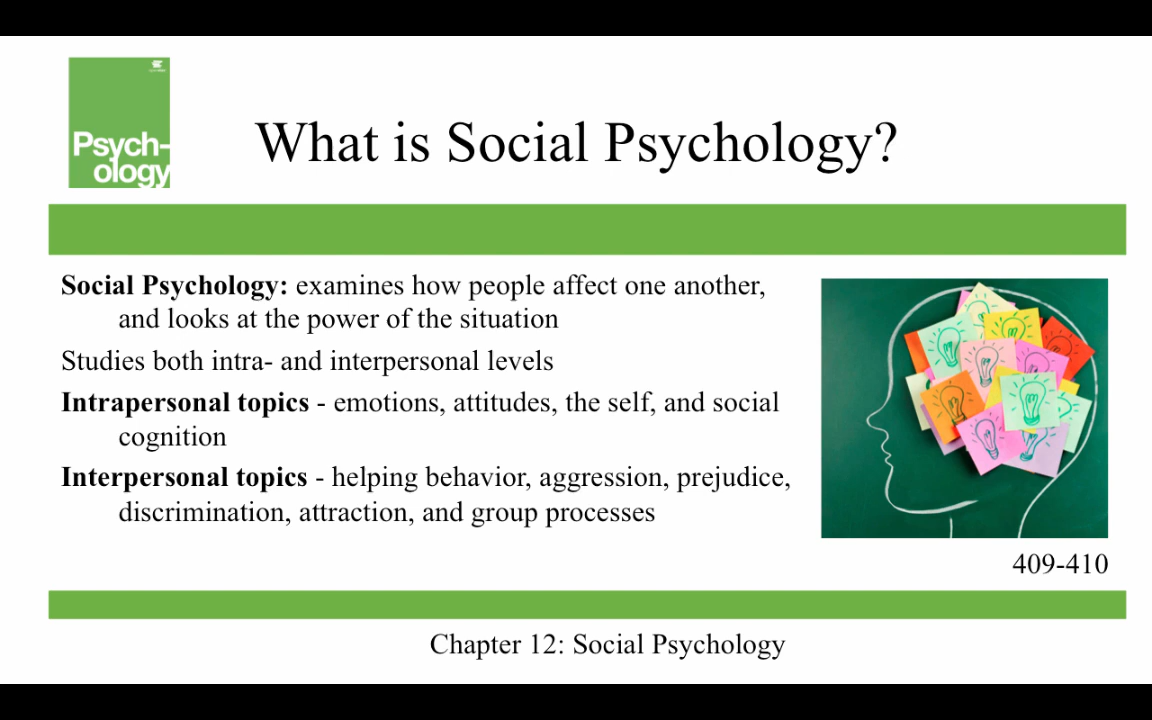 Psych-
ology
What is Social Psychology?
Social Psychology: examines how people affect one another,
and looks at the power of the situation
Studies both intra- and interpersonal levels
Intrapersonal topics - emotions, attitudes, the self, and social
cognition
Interpersonal topics - helping behavior, aggression, prejudice,
discrimination, attraction, and group processes
409-410
Chapter 12: Social Psychology